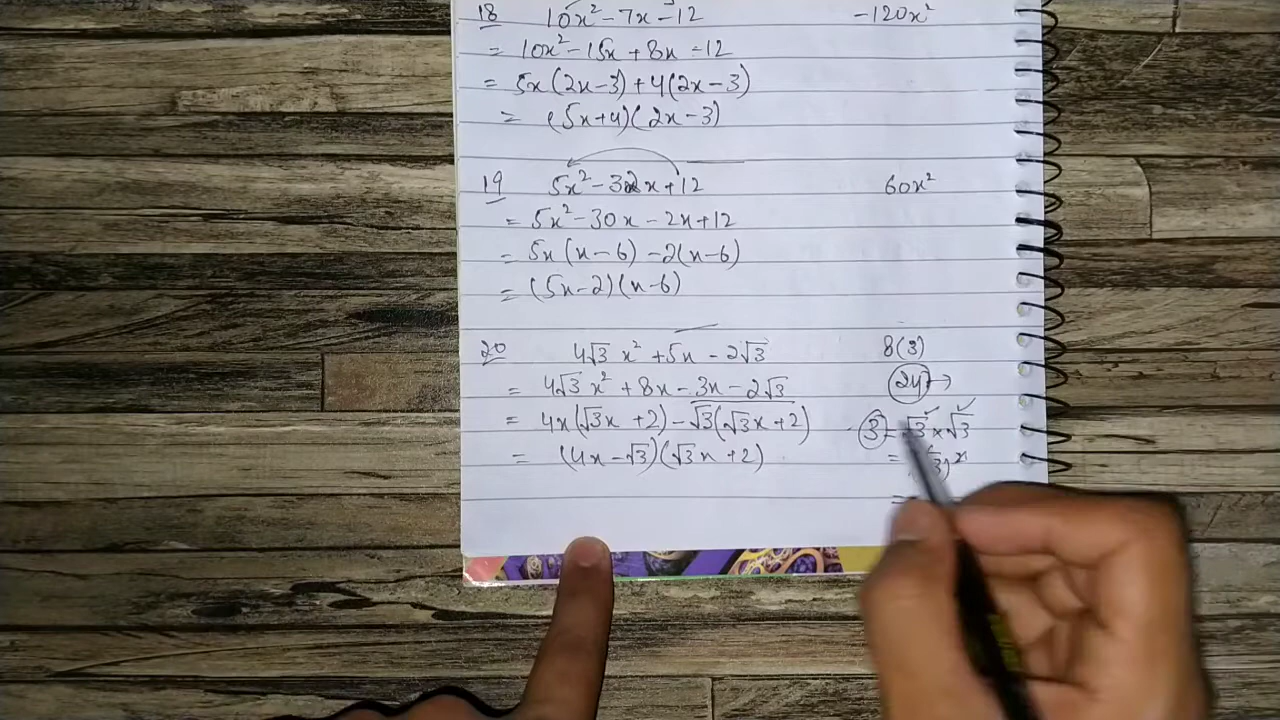 18 10x² - 7x - 12 -120x²
= 10x² - 15x + 8x - 12
= 5x(2x-3) + 4(2x-3)
= (5x+4)(2x-3)
19 5x² - 32x + 12 60x²
= 5x² - 30x - 2x + 12
= 5x(x-6) - 2(x-6)
= (5x-2)(x-6)
20 4√3 x² + 5x - 2√3 8(3)
= 4√3 x² + 8x - 3x - 2√3 24 →
= 4x(√3x + 2) - √3(√3x + 2) 3 = √3 × √3
= (4x - √3)(√3x + 2) =
=